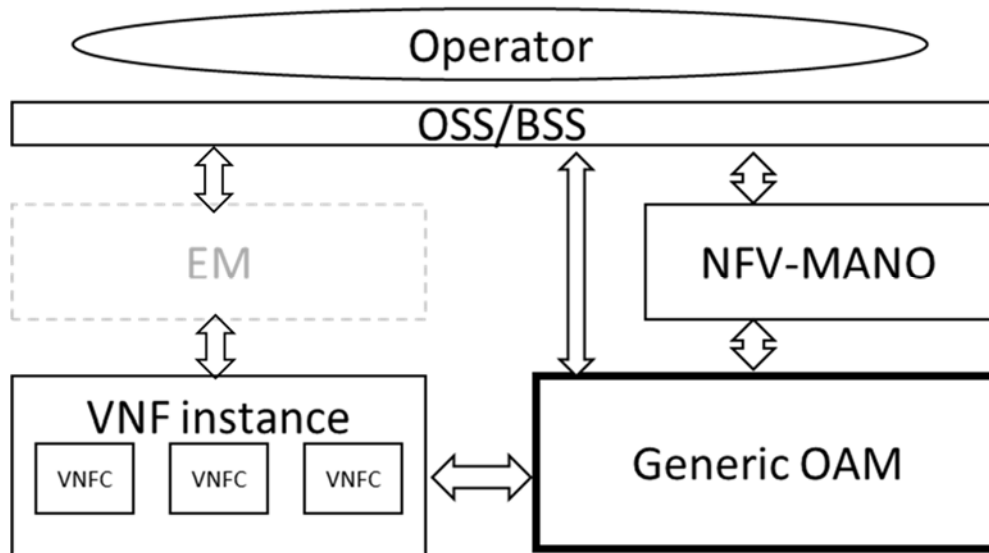 Operator
OSS/BSS
EM
NFV-MANO
VNF instance
VNFC
VNFC
VNFC
Generic OAM